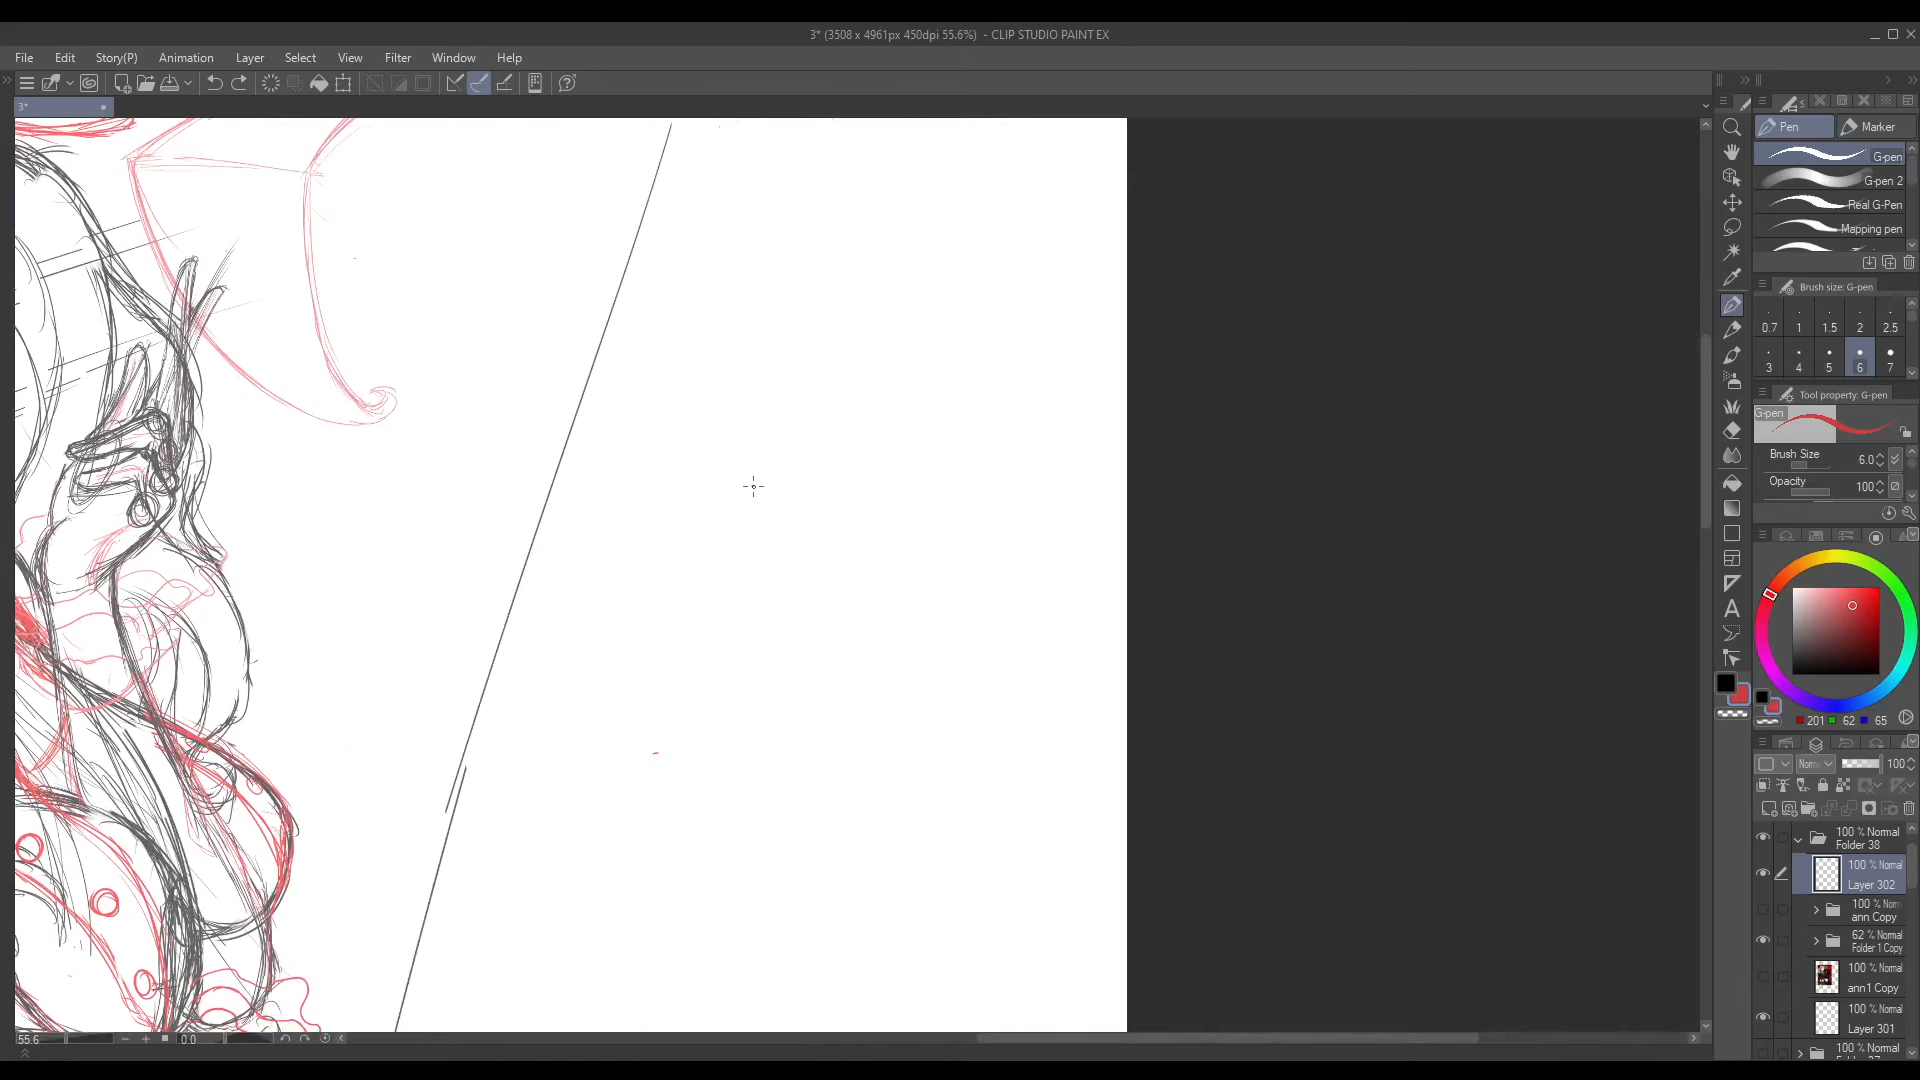 3* (3508 x 4961px 450dpi 55.6%)  - CLIP STUDIO PAINT EX
File Edit Story(P) Animation Layer Select View Filter Window Help
3*
Pen Marker
G-pen
G-pen 2
Real G-Pen
Mapping pen
Brush size: G-pen
0.7 1 1.5 2 2.5
3 4 5 6 7
Tool property: G-pen
G-pen
Brush Size 6.0
Opacity 100
201 62 65
Norm 100
100 % Normal
Folder 38
100 % Normal
Layer 302
100 % Norm
ann Copy
62 % Normal
Folder 1 Copy
100 % Normal
ann1 Copy
100 % Normal
Layer 301
100 % Normal
55.6 0.0